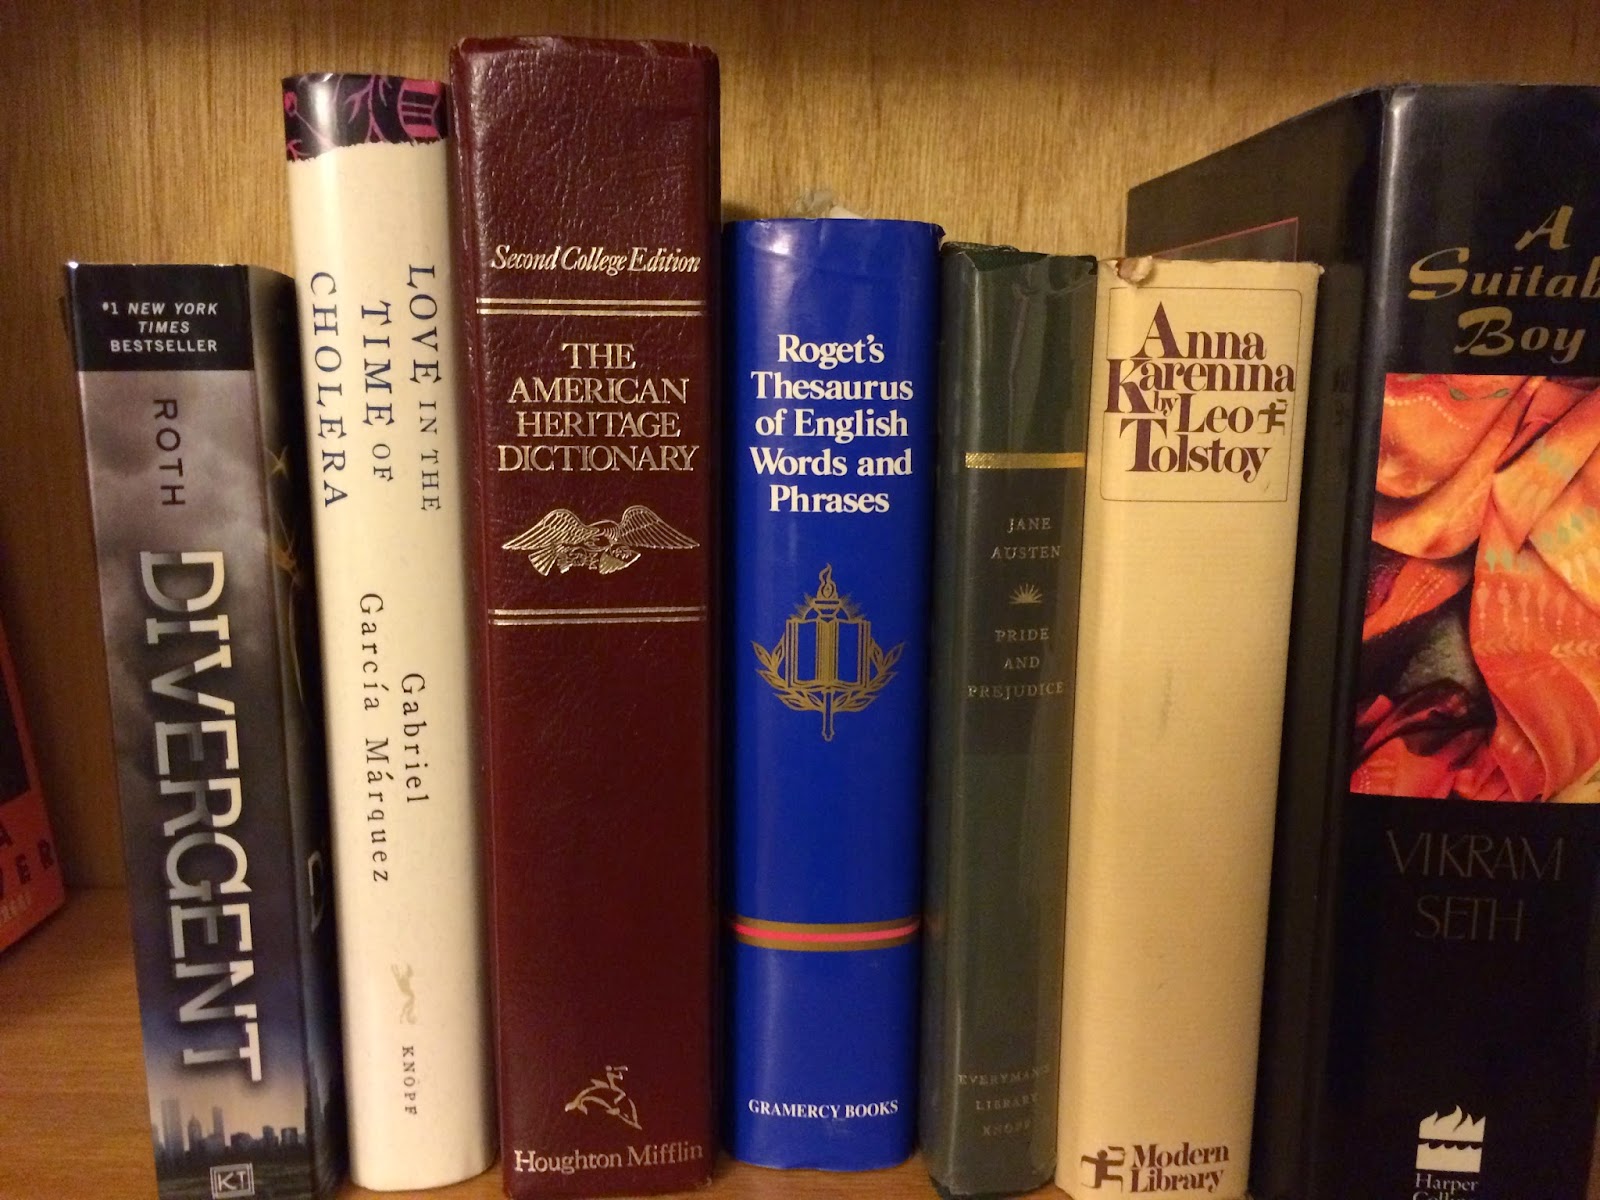 #1 NEW YORK
TIMES
BESTSELLER
ROTH
DIVERGENT
KT
LOVE IN THE
TIME OF
CHOLERA
Gabriel
García Márquez
KNOPF
Second College Edition
THE
AMERICAN
HERITAGE
DICTIONARY
Houghton Mifflin
Roget's
Thesaurus
of English
Words and
Phrases
GRAMERCY BOOKS
JANE
AUSTEN
PRIDE
AND
PREJUDICE
EVERYMAN'S
LIBRARY
KNOPF
Anna
Karenina
by Leo
Tolstoy
Modern
Library
A
Suitab
Boy
VIKRAM
SETH
Harper